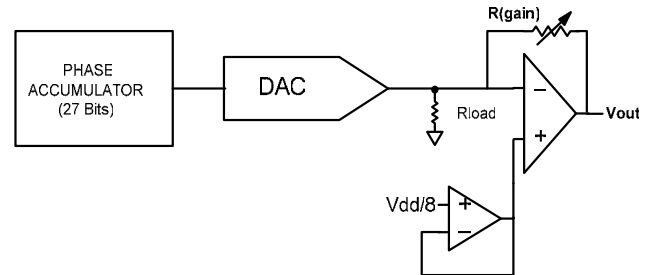 R(gain)
PHASE
ACCUMULATOR
(27 Bits)
DAC
Rload
Vout
Vdd/8